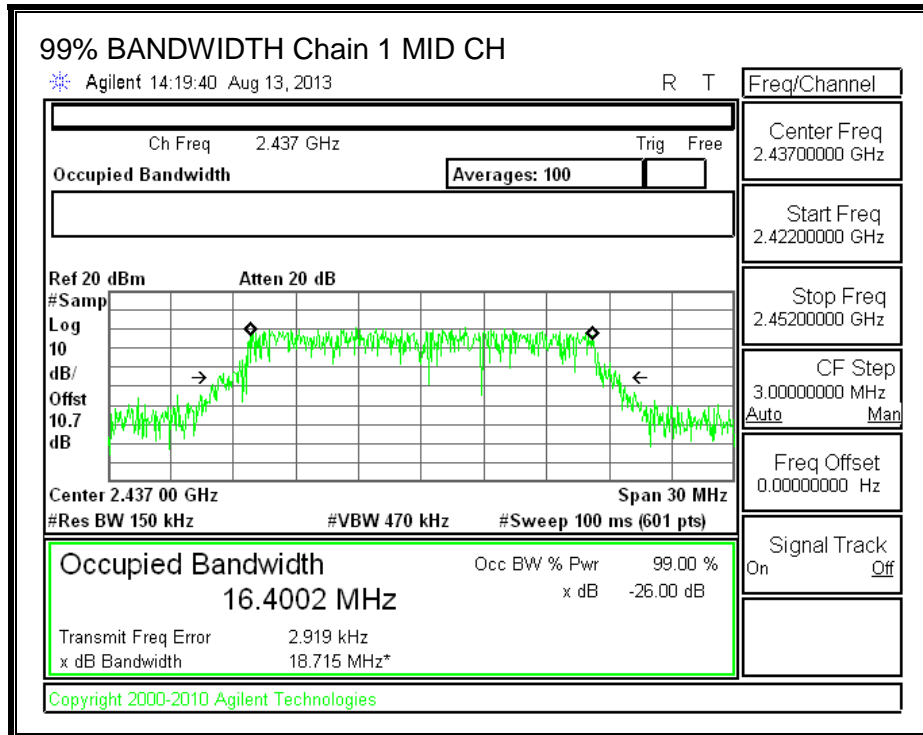 99% BANDWIDTH Chain 1 MID CH
Agilent 14:19:40 Aug 13, 2013 R T
Freq/Channel
Ch Freq 2.437 GHz Trig Free
Occupied Bandwidth Averages: 100
Center Freq
2.43700000 GHz
Start Freq
2.42200000 GHz
Stop Freq
2.45200000 GHz
CF Step
3.00000000 MHz
Auto Man
Freq Offset
0.00000000 Hz
Signal Track
On Off
Ref 20 dBm Atten 20 dB
#Samp
Log
10
dB/
Offst
10.7
dB
Center 2.437 00 GHz Span 30 MHz
#Res BW 150 kHz #VBW 470 kHz #Sweep 100 ms (601 pts)
Occupied Bandwidth Occ BW % Pwr 99.00 %
16.4002 MHz x dB -26.00 dB
Transmit Freq Error 2.919 kHz
x dB Bandwidth 18.715 MHz*
Copyright 2000-2010 Agilent Technologies